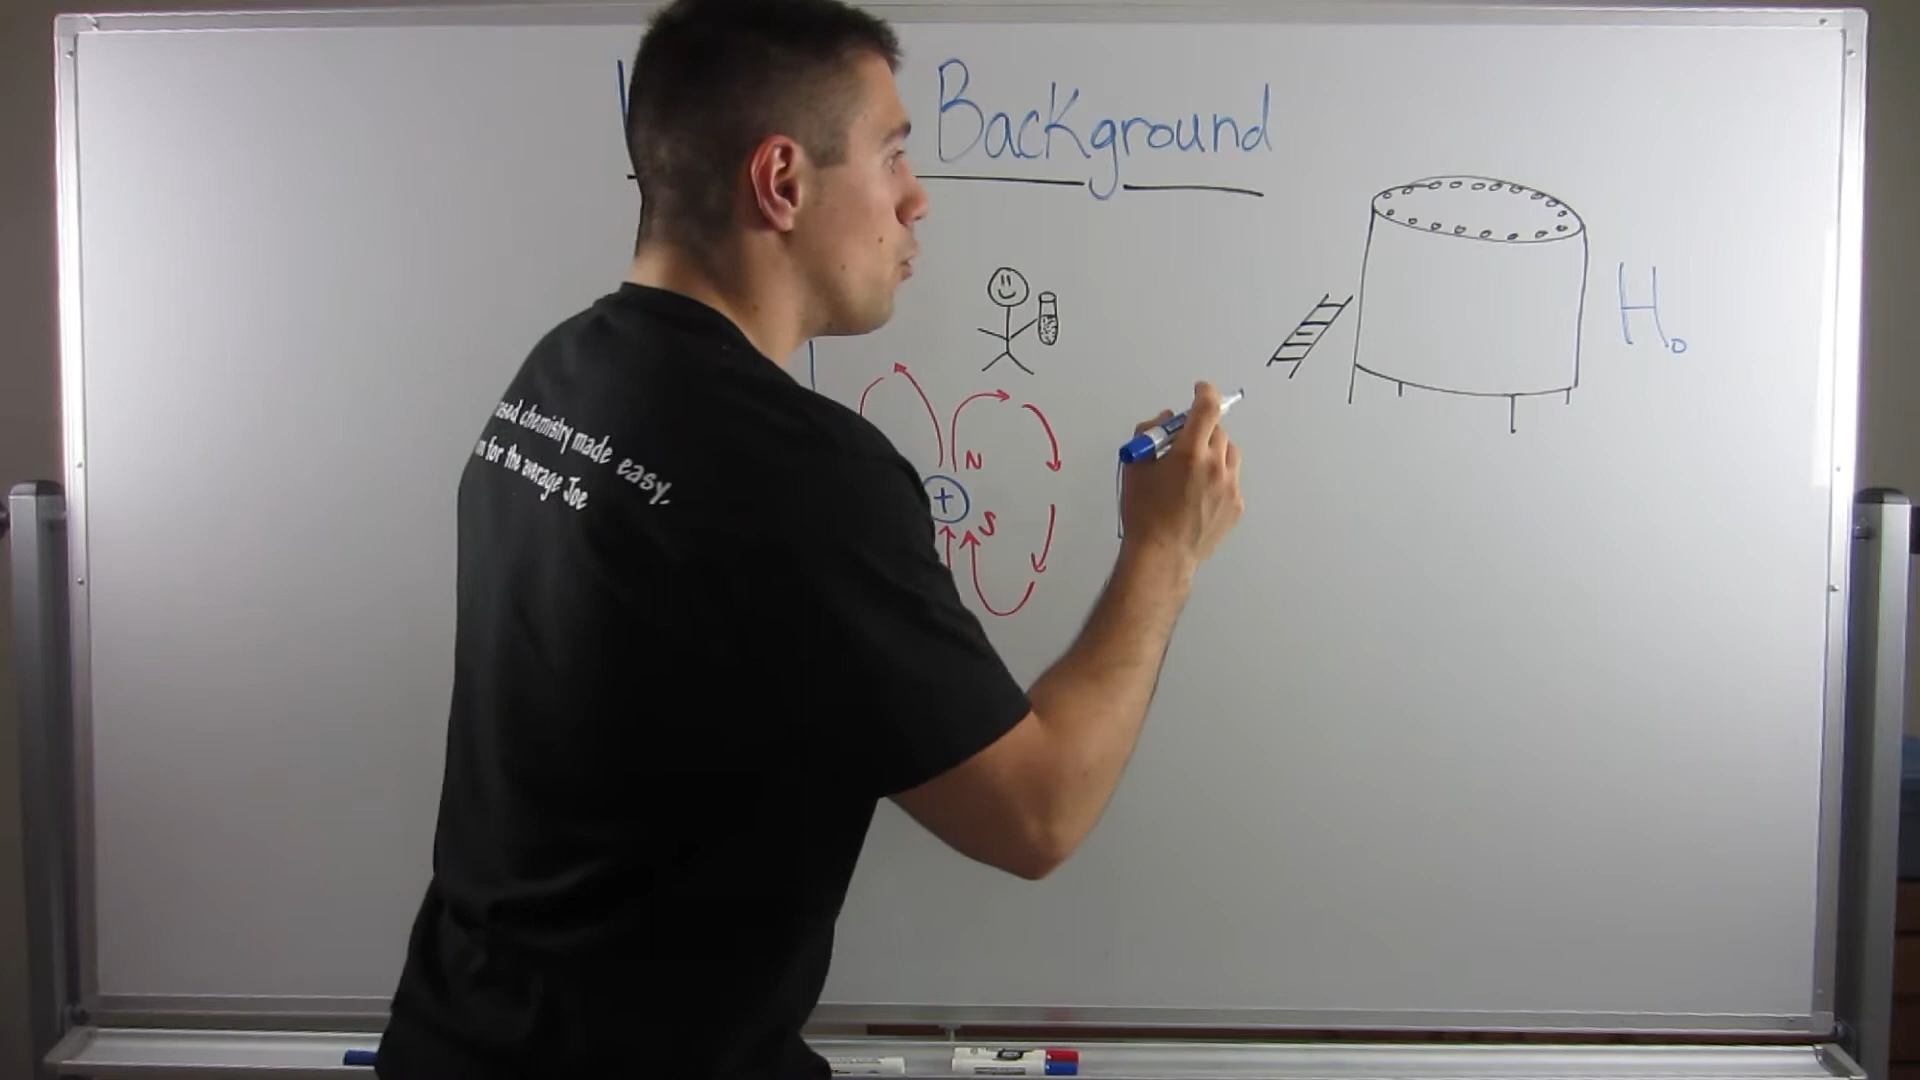 Background
N
+
S
H₀
chemistry made easy,
for the average Joe